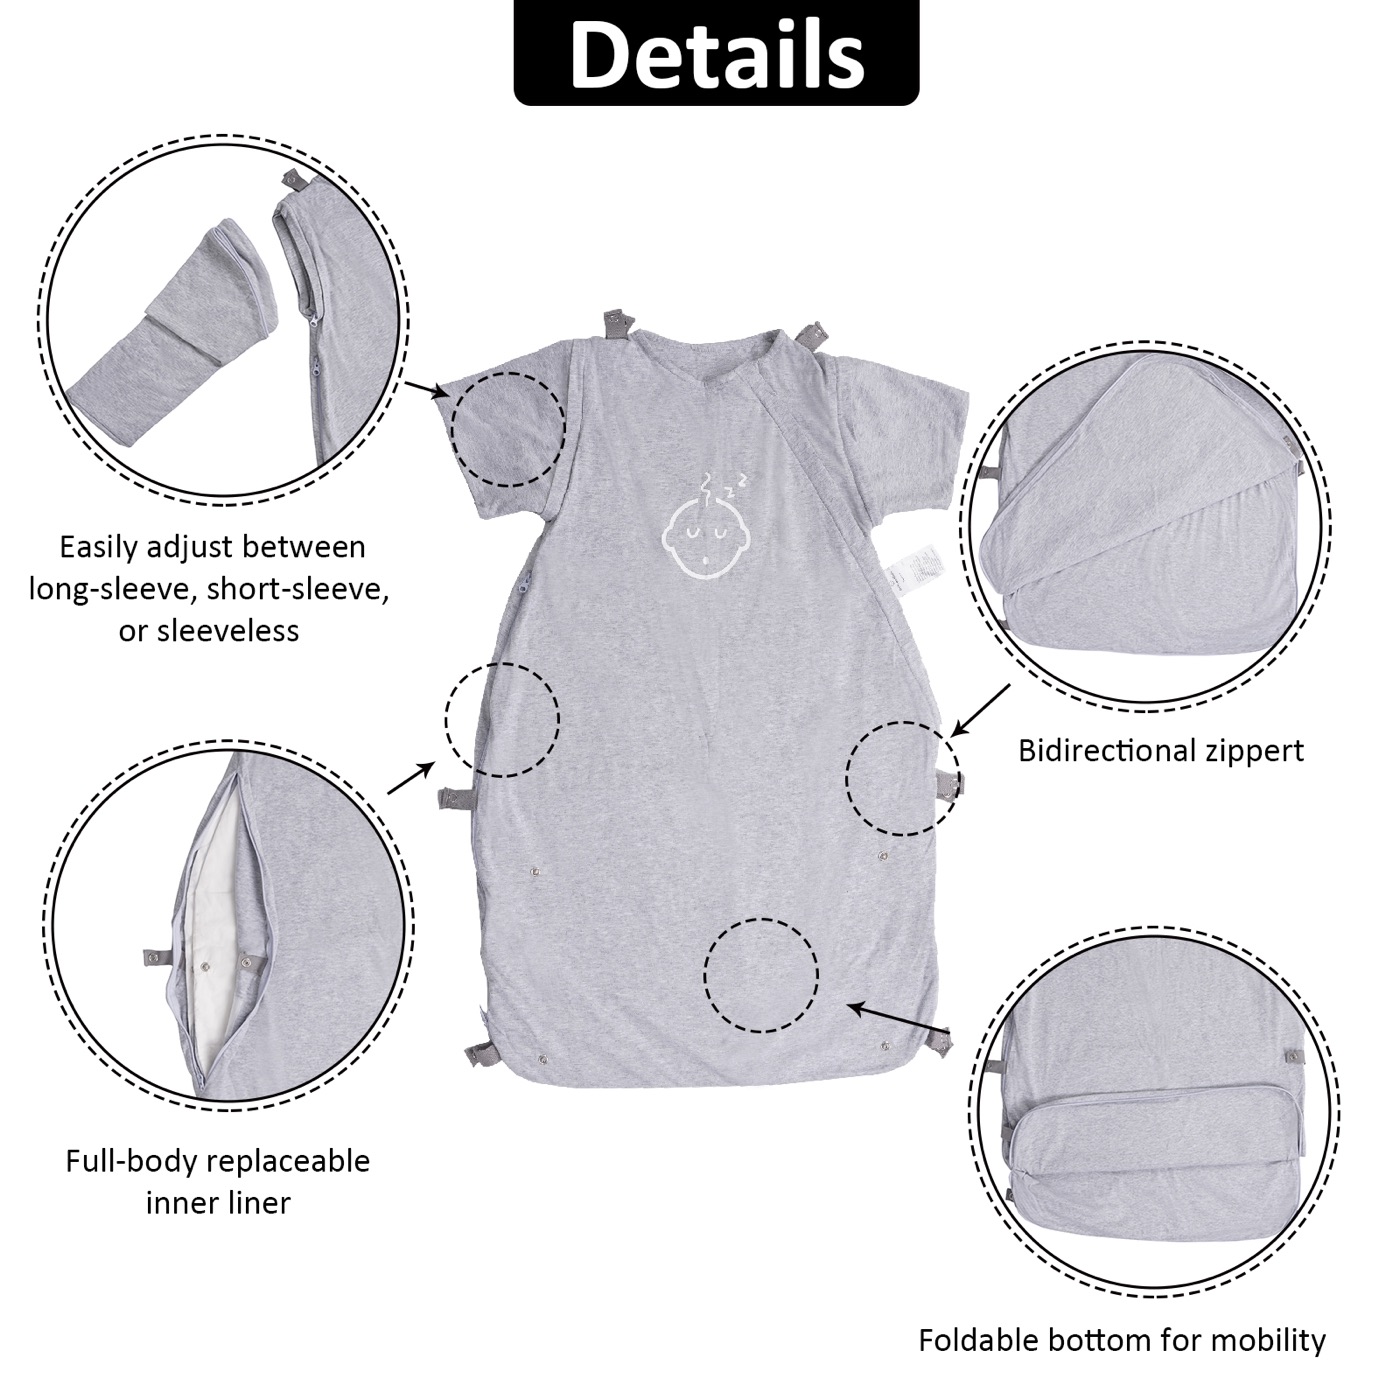 Details
Easily adjust between
long-sleeve, short-sleeve,
or sleeveless
Bidirectional zippert
Full-body replaceable
inner liner
Foldable bottom for mobility